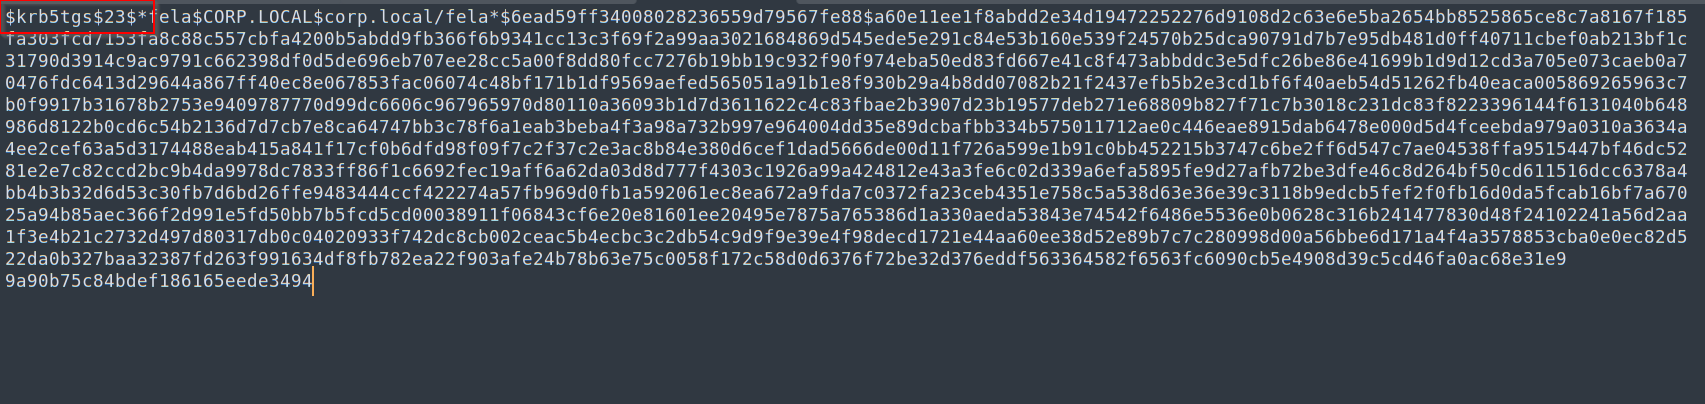 $krb5tgs$23$*fela$CORP.LOCAL$corp.local/fela*$6ead59ff34008028236559d79567fe88$a60e11ee1f8abdd2e34d19472252276d9108d2c63e6e5ba2654bb8525865ce8c7a8167f185
fa303fcd7153fa8c88c557cbfa4200b5abdd9fb366f6b9341cc13c3f69f2a99aa3021684869d545ede5e291c84e53b160e539f24570b25dca90791d7b7e95db481d0ff40711cbef0ab213bf1c
31790d3914c9ac9791c662398df0d5de696eb707ee28cc5a00f8dd80fcc7276b19bb19c932f90f974eba50ed83fd667e41c8f473abbddc3e5dfc26be86e41699b1d9d12cd3a705e073caeb0a7
0476fdc6413d29644a867ff40ec8e067853fac06074c48bf171b1df9569aefed565051a91b1e8f930b29a4b8dd07082b21f2437efb5b2e3cd1bf6f40aeb54d51262fb40eaca005869265963c7
b0f9917b31678b2753e9409787770d99dc6606c967965970d80110a36093b1d7d3611622c4c83fbae2b3907d23b19577deb271e68809b827f71c7b3018c231dc83f8223396144f6131040b648
986d8122b0cd6c54b2136d7d7cb7e8ca64747bb3c78f6a1eab3beba4f3a98a732b997e964004dd35e89dcbafbb334b575011712ae0c446eae8915dab6478e000d5d4fceebda979a0310a3634a
4ee2cef63a5d3174488eab415a841f17cf0b6dfd98f09f7c2f37c2e3ac8b84e380d6cef1dad5666de00d11f726a599e1b91c0bb452215b3747c6be2ff6d547c7ae04538ffa9515447bf46dc52
81e2e7c82ccd2bc9b4da9978dc7833ff86f1c6692fec19aff6a62da03d8d777f4303c1926a99a424812e43a3fe6c02d339a6efa5895fe9d27afb72be3dfe46c8d264bf50cd611516dcc6378a4
bb4b3b32d6d53c30fb7d6bd26ffe9483444ccf422274a57fb969d0fb1a592061ec8ea672a9fda7c0372fa23ceb4351e758c5a538d63e36e39c3118b9edcb5fef2f0fb16d0da5fcab16bf7a670
25a94b85aec366f2d991e5fd50bb7b5fcd5cd00038911f06843cf6e20e81601ee20495e7875a765386d1a330aeda53843e74542f6486e5536e0b0628c316b241477830d48f24102241a56d2aa
1f3e4b21c2732d497d80317db0c04020933f742dc8cb002ceac5b4ecbc3c2db54c9d9f9e39e4f98decd1721e44aa60ee38d52e89b7c7c280998d00a56bbe6d171a4f4a3578853cba0e0ec82d5
22da0b327baa32387fd263f991634df8fb782ea22f903afe24b78b63e75c0058f172c58d0d6376f72be32d376eddf563364582f6563fc6090cb5e4908d39c5cd46fa0ac68e31e9
9a90b75c84bdef186165eede3494